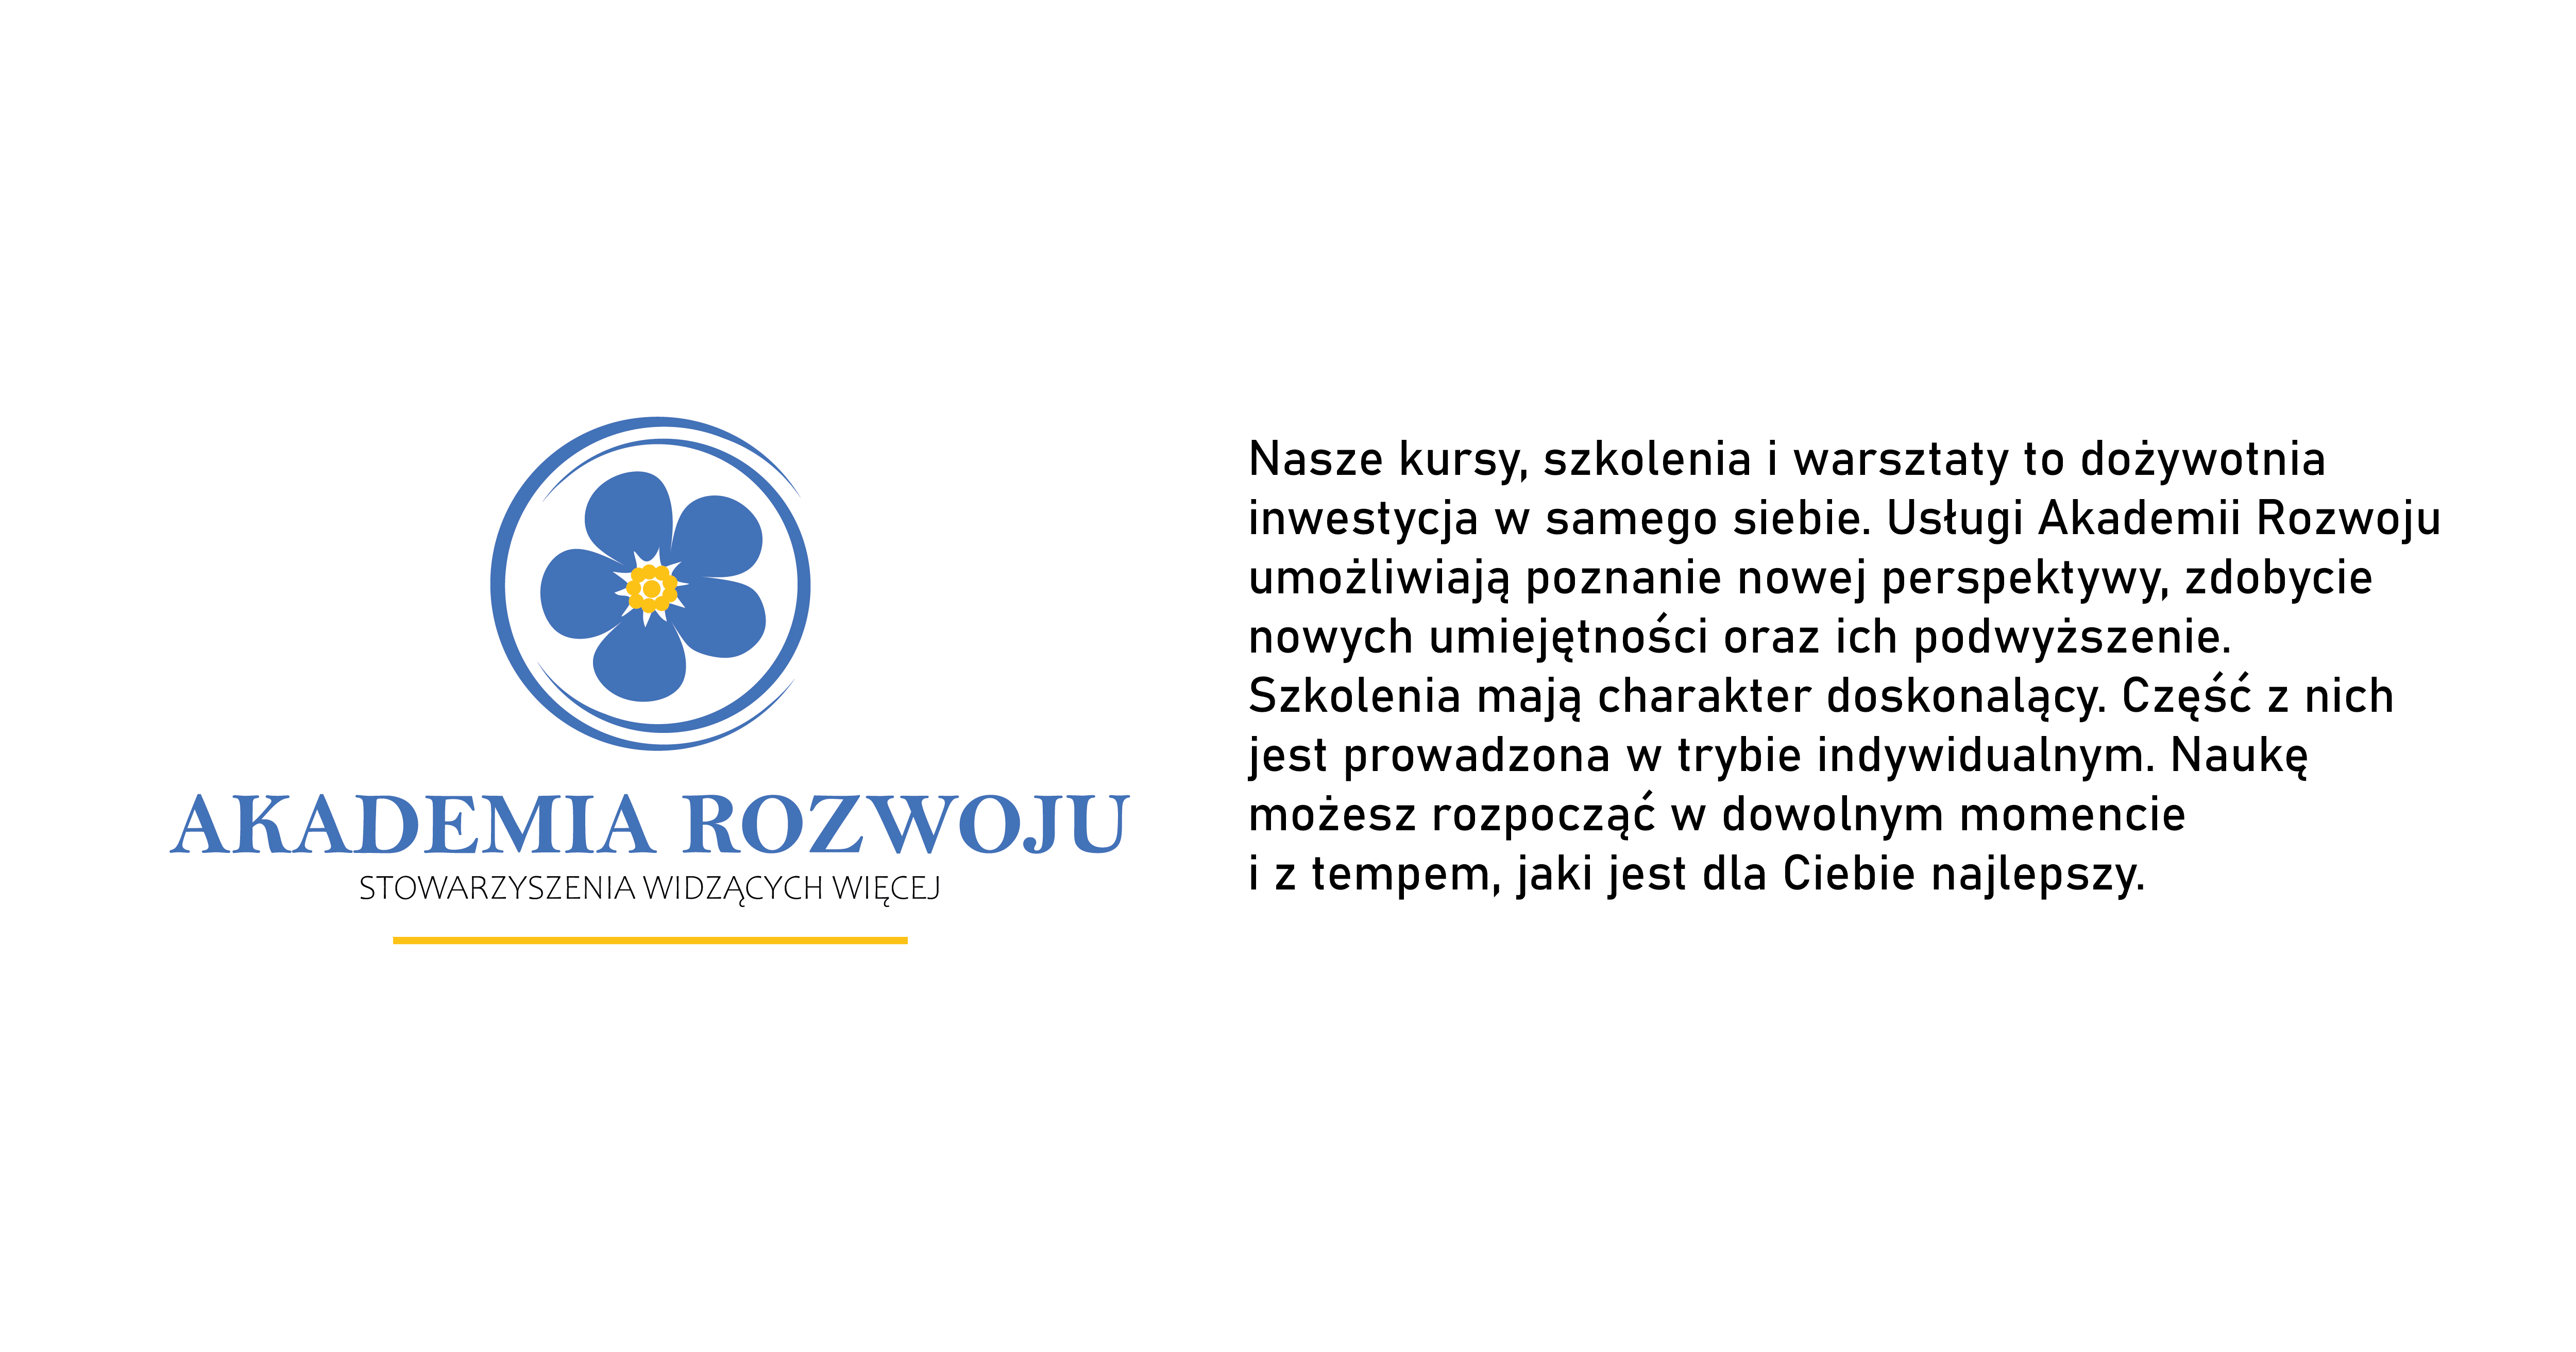 AKADEMIA ROZWOJU
STOWARZYSZENIA WIDZĄCYCH WIĘCEJ
Nasze kursy, szkolenia i warsztaty to dożywotnia
inwestycja w samego siebie. Usługi Akademii Rozwoju
umożliwiają poznanie nowej perspektywy, zdobycie
nowych umiejętności oraz ich podwyższenie.
Szkolenia mają charakter doskonalący. Część z nich
jest prowadzona w trybie indywidualnym. Naukę
możesz rozpocząć w dowolnym momencie
i z tempem, jaki jest dla Ciebie najlepszy.